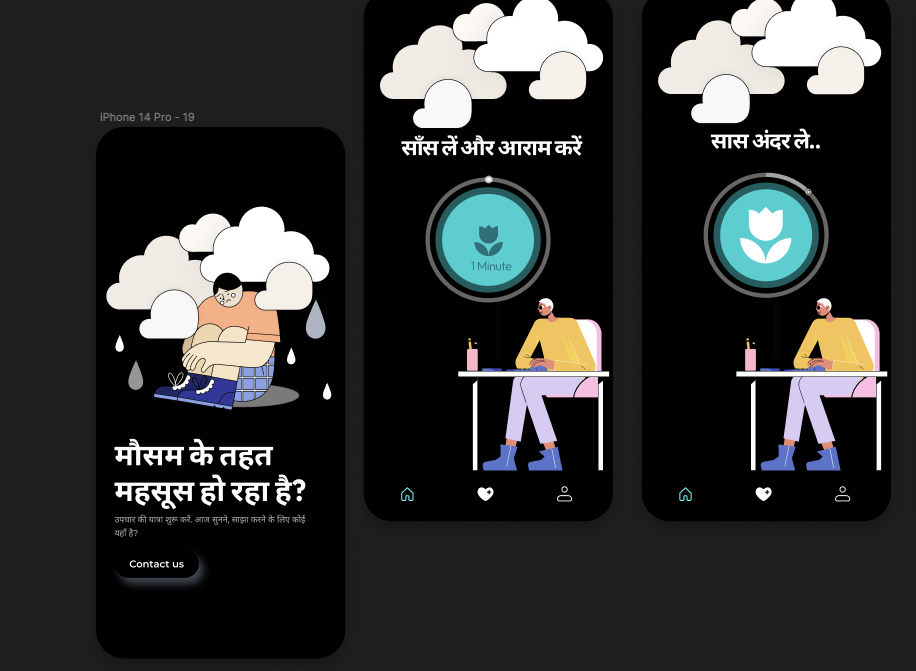 iPhone 14 Pro - 19
मौसम के तहत
महसूस हो रहा है?
उपचार की यात्रा शुरू करें. आज सुनने, साझा करने के लिए कोई
यहाँ है?
Contact us
साँस लें और आराम करें
1 Minute
सास अंदर ले..